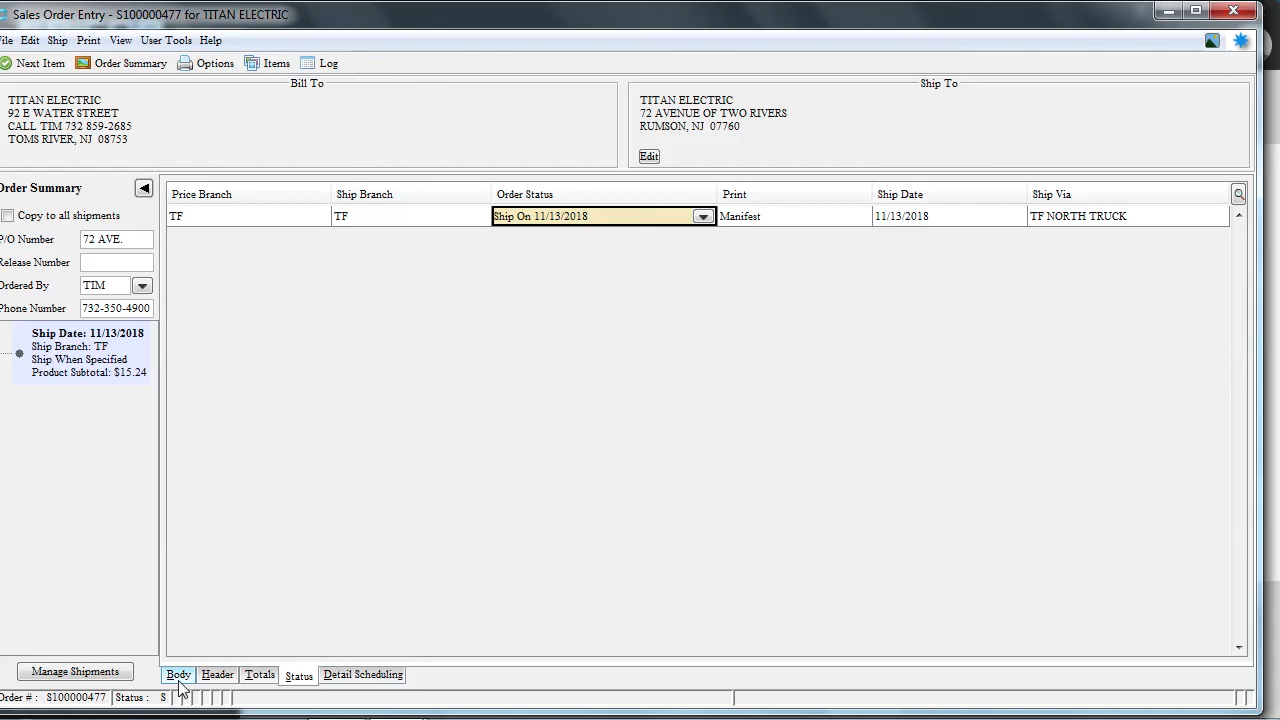 Sales Order Entry - S100000477 for TITAN ELECTRIC
File Edit Ship Print View User Tools Help
Next Item Order Summary Options Items Log
Bill To
TITAN ELECTRIC
92 E WATER STREET
CALL TIM 732 859-2685
TOMS RIVER, NJ 08753
Ship To
TITAN ELECTRIC
72 AVENUE OF TWO RIVERS
RUMSON, NJ 07760
Edit
Order Summary
Copy to all shipments
P/O Number 72 AVE.
Release Number
Ordered By TIM
Phone Number 732-350-4900
Ship Date: 11/13/2018
Ship Branch: TF
Ship When Specified
Product Subtotal: $15.24
Price Branch Ship Branch Order Status Print Ship Date Ship Via
TF TF Ship On 11/13/2018 Manifest 11/13/2018 TF NORTH TRUCK
Manage Shipments
Body Header Totals Status Detail Scheduling
Order # : S100000477 Status : S